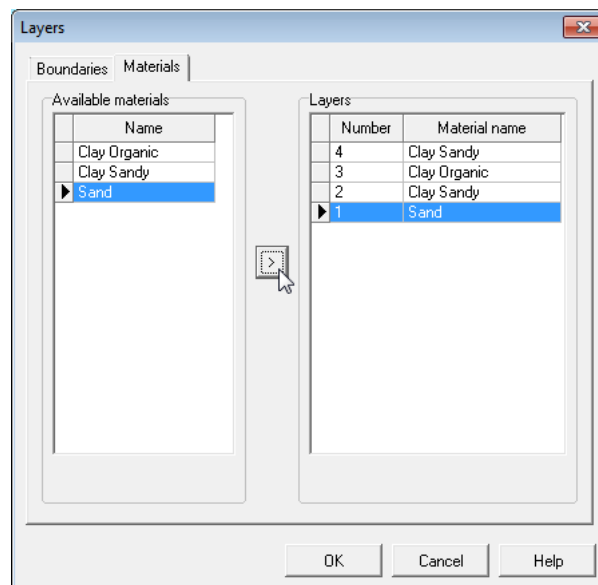 Layers
Boundaries Materials
Available materials
Name
Clay Organic
Clay Sandy
Sand
>
Layers
Number Material name
4 Clay Sandy
3 Clay Organic
2 Clay Sandy
1 Sand
OK Cancel Help